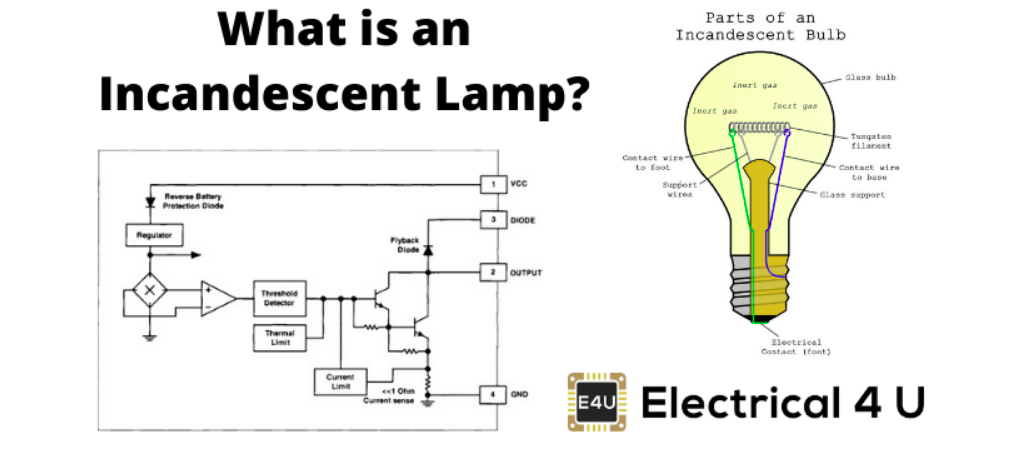 What is an
Incandescent Lamp?
1
VCC
Reverse Battery
Protection Diode
3
DIODE
Regulator
Flyback
Diode
2
OUTPUT
+
−
Threshold
Detector
Thermal
Limit
Current
Limit
<<1 Ohm
Current sense
4
GND
Parts of an
Incandescent Bulb
Glass bulb
Inert gas
Inert gas
Inert gas
Tungsten
filament
Contact wire
to foot
Contact wire
to base
Support
wires
Glass support
Electrical
Contact (foot)
E4U
Electrical 4 U